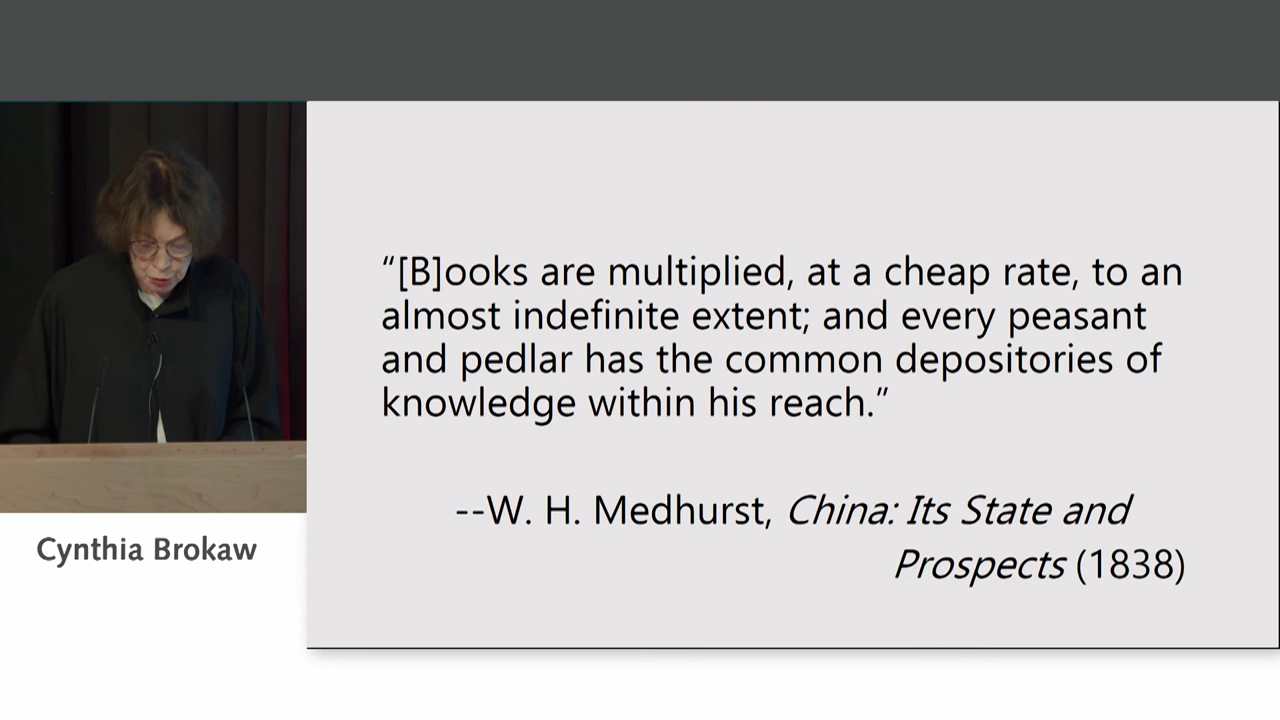 “[B]ooks are multiplied, at a cheap rate, to an
almost indefinite extent; and every peasant
and pedlar has the common depositories of
knowledge within his reach.”
--W. H. Medhurst, China: Its State and
Prospects (1838)
Cynthia Brokaw